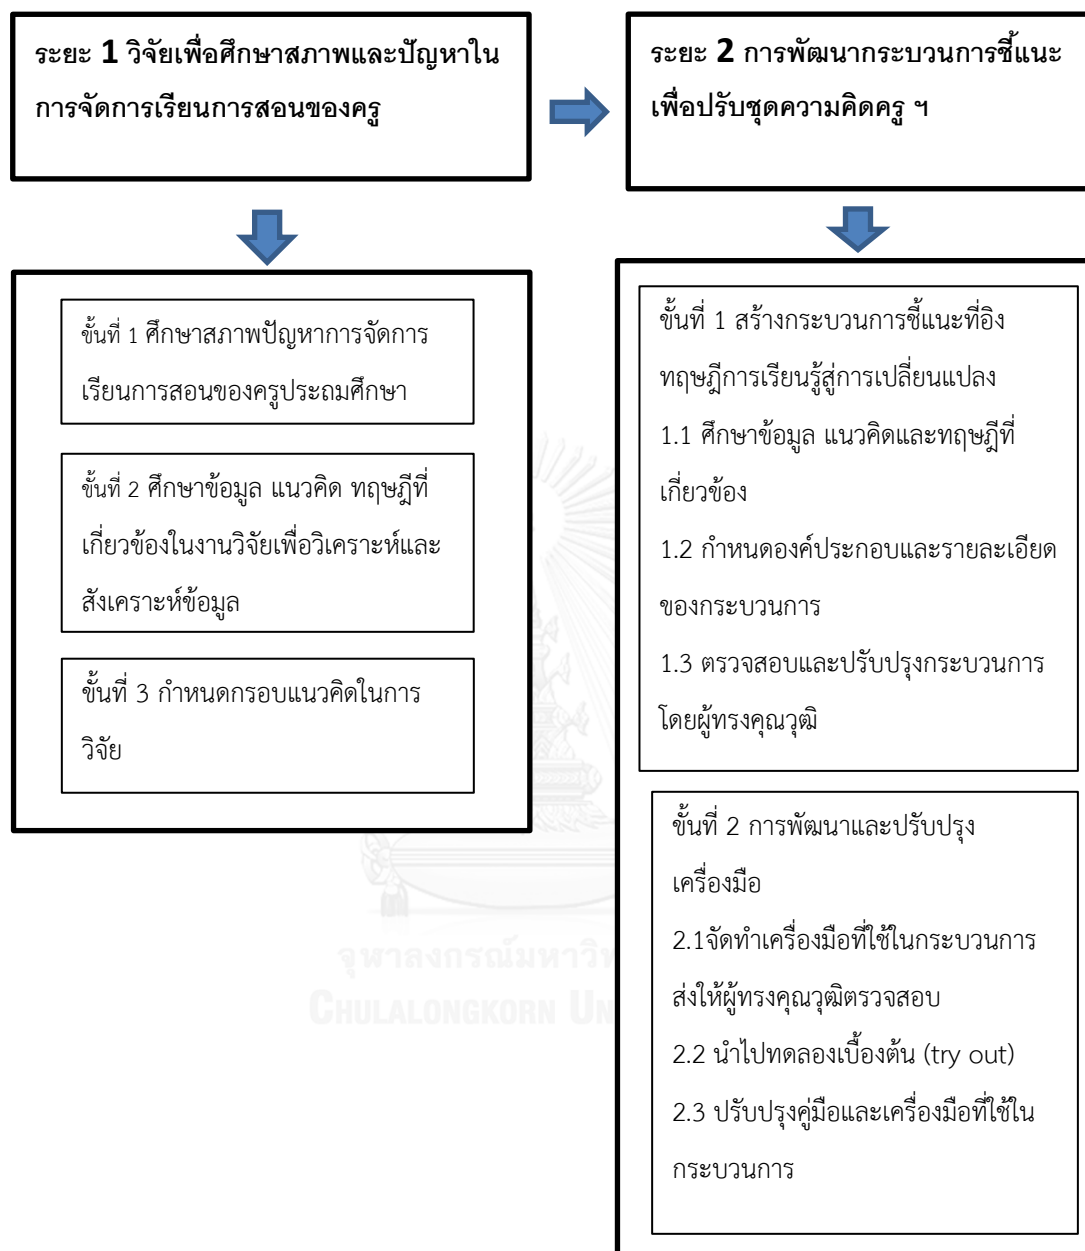 ระยะ 1 วิจัยเพื่อศึกษาสภาพและปัญหาใน
การจัดการเรียนการสอนของครู
ระยะ 2 การพัฒนากระบวนการชี้แนะ
เพื่อปรับชุดความคิดครู ฯ
ขั้นที่ 1 ศึกษาสภาพปัญหาการจัดการ
เรียนการสอนของครูประถมศึกษา
ขั้นที่ 2 ศึกษาข้อมูล แนวคิด ทฤษฎีที่
เกี่ยวข้องในงานวิจัยเพื่อวิเคราะห์และ
สังเคราะห์ข้อมูล
ขั้นที่ 3 กำหนดกรอบแนวคิดในการ
วิจัย
ขั้นที่ 1 สร้างกระบวนการชี้แนะที่อิง
ทฤษฎีการเรียนรู้สู่การเปลี่ยนแปลง
1.1 ศึกษาข้อมูล แนวคิดและทฤษฎีที่
เกี่ยวข้อง
1.2 กำหนดองค์ประกอบและรายละเอียด
ของกระบวนการ
1.3 ตรวจสอบและปรับปรุงกระบวนการ
โดยผู้ทรงคุณวุฒิ
ขั้นที่ 2 การพัฒนาและปรับปรุง
เครื่องมือ
2.1จัดทำเครื่องมือที่ใช้ในกระบวนการ
ส่งให้ผู้ทรงคุณวุฒิตรวจสอบ
2.2 นำไปทดลองเบื้องต้น (try out)
2.3 ปรับปรุงคู่มือและเครื่องมือที่ใช้ใน
กระบวนการ
จุฬาลงกรณ์มหาวิท
CHULALONGKORN UN